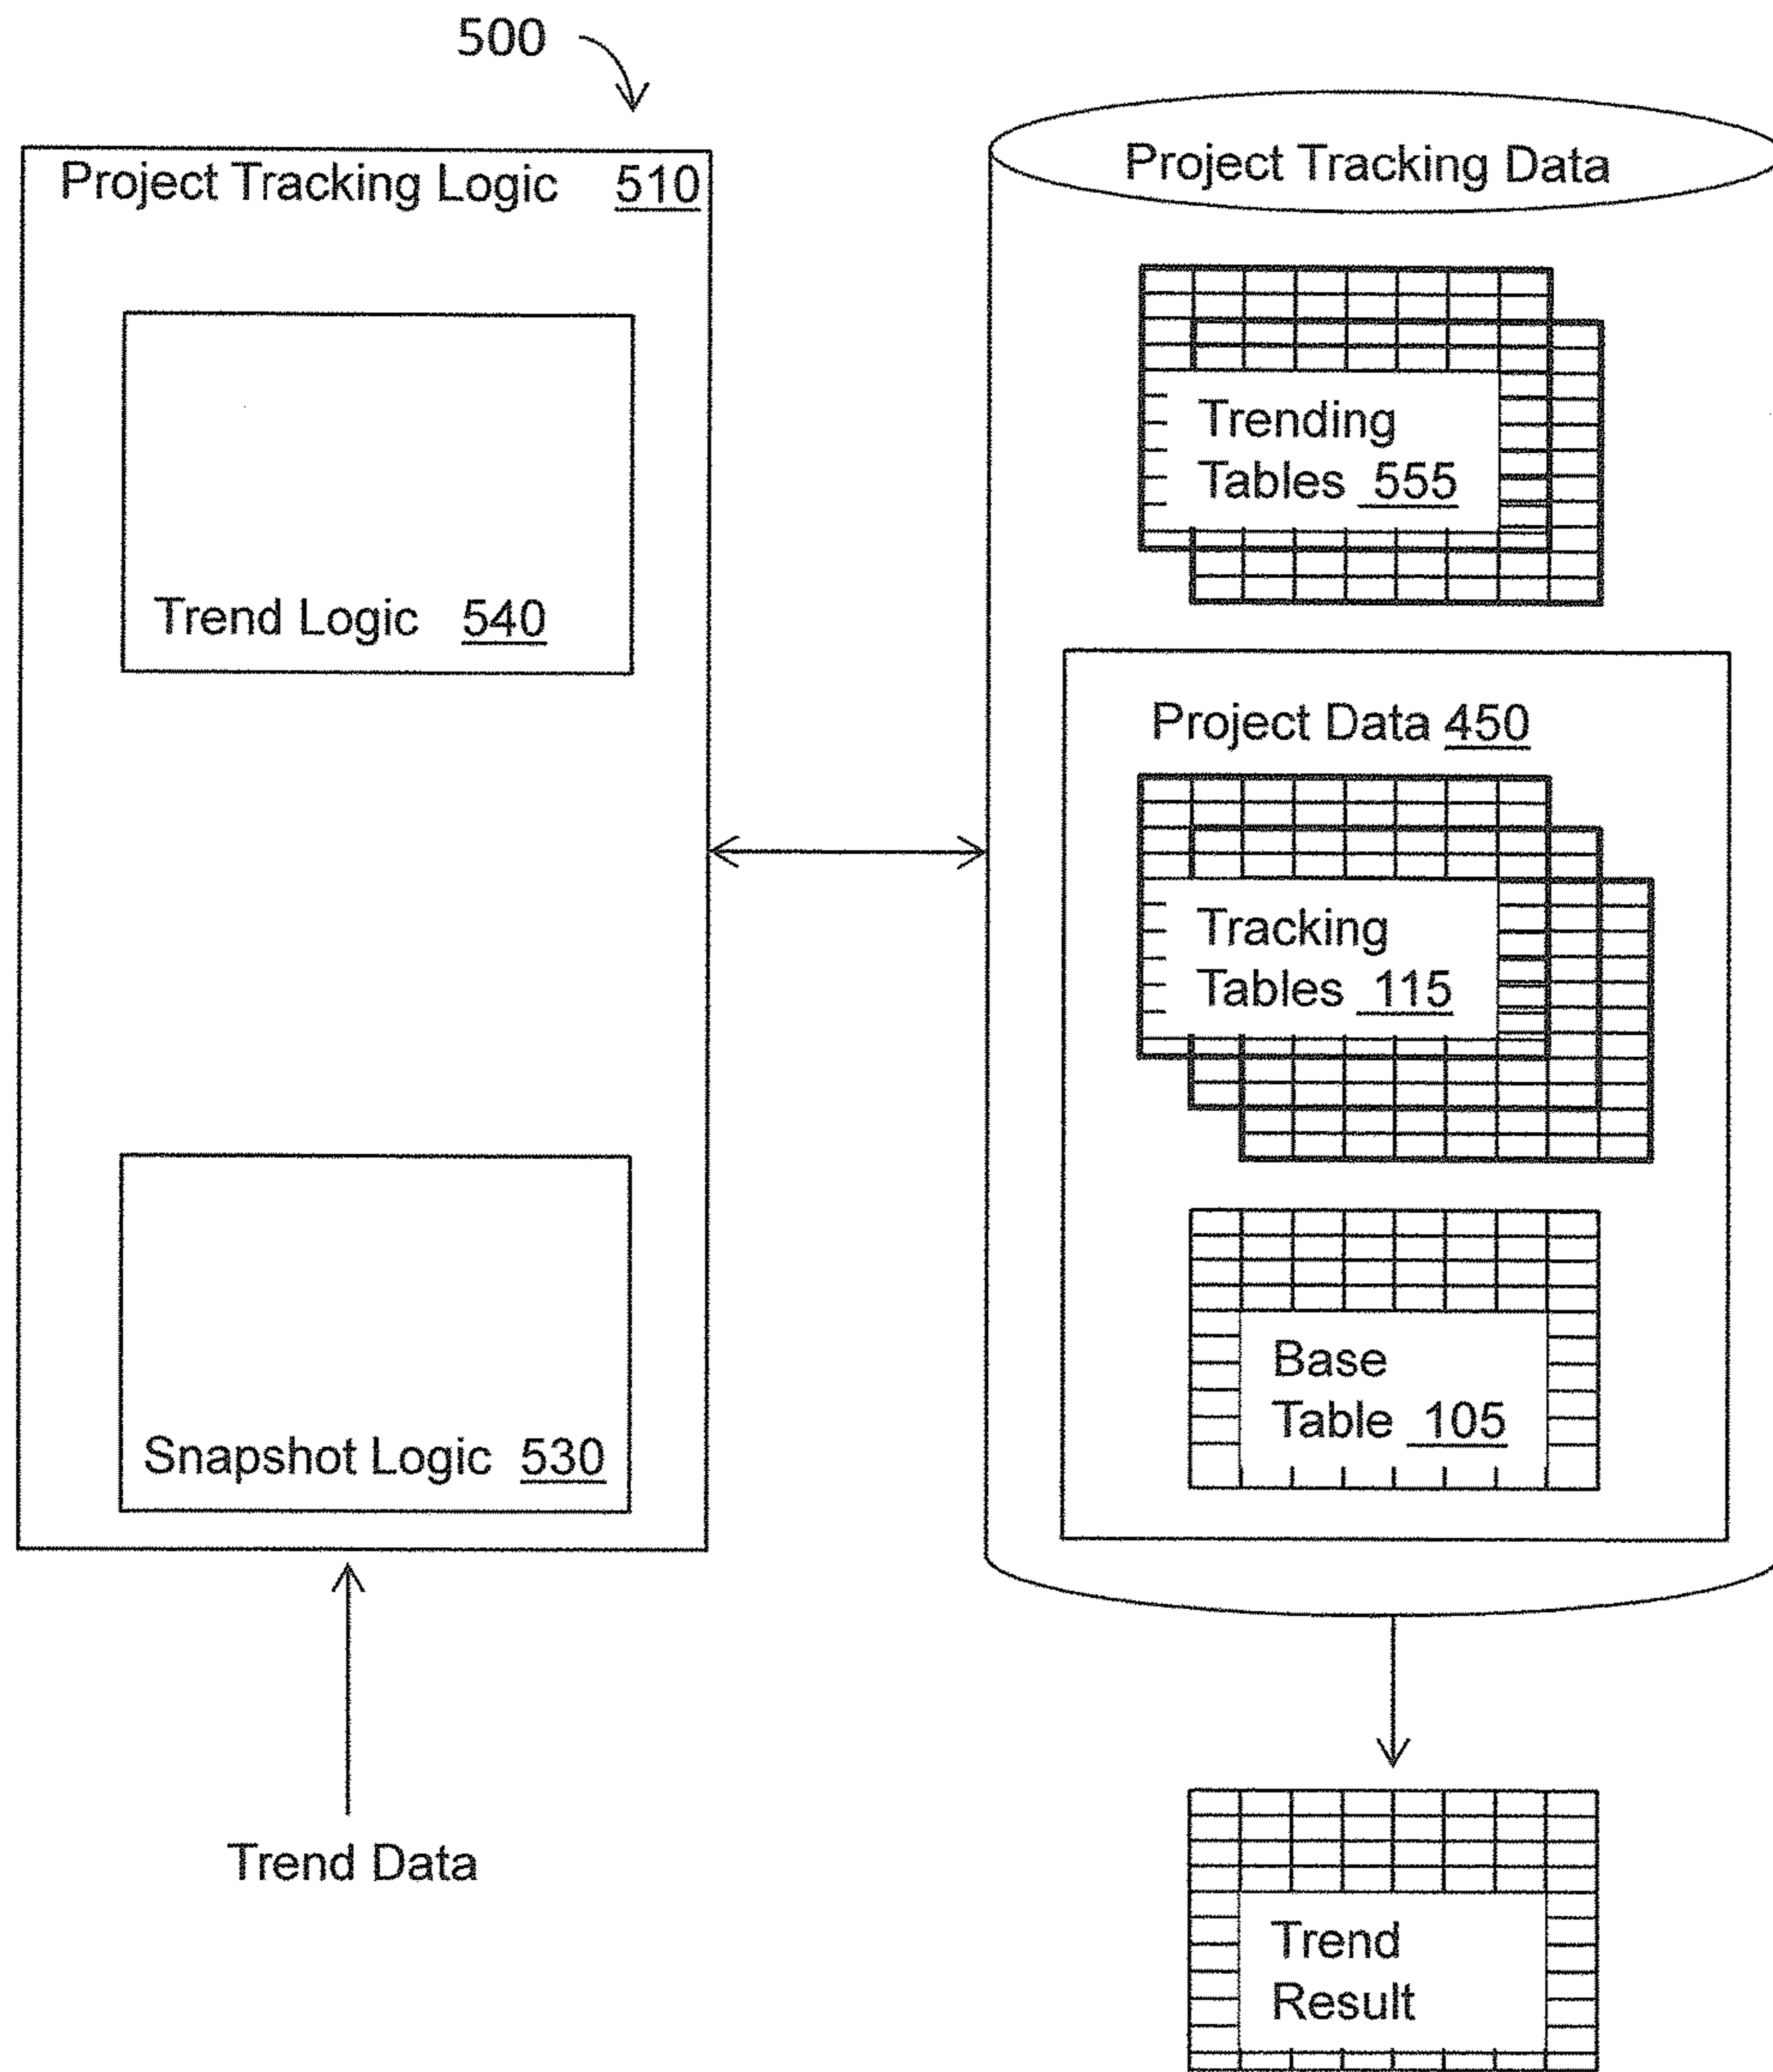 500
Project Tracking Logic 510
Trend Logic 540
Snapshot Logic 530
Trend Data
Project Tracking Data
Trending
Tables 555
Project Data 450
Tracking
Tables 115
Base
Table 105
Trend
Result